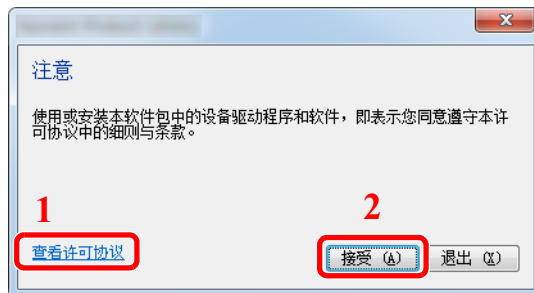 注意
使用或安装本软件包中的设备驱动程序和软件，即表示您同意遵守本许
可协议中的细则与条款。
1
2
查看许可协议
接受 (A)
退出 (X)